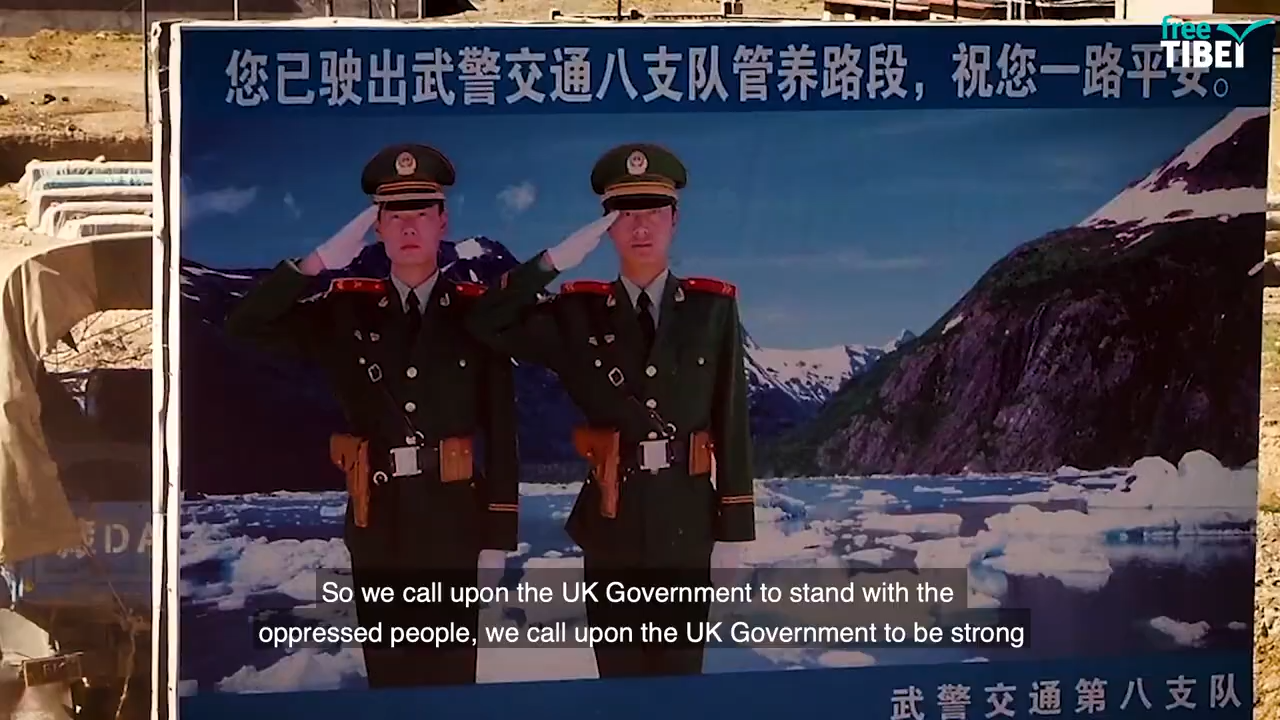 free
TIBET
您已驶出武警交通八支队管养路段，祝您一路平安。
So we call upon the UK Government to stand with the
oppressed people, we call upon the UK Government to be strong
武警交通第八支队